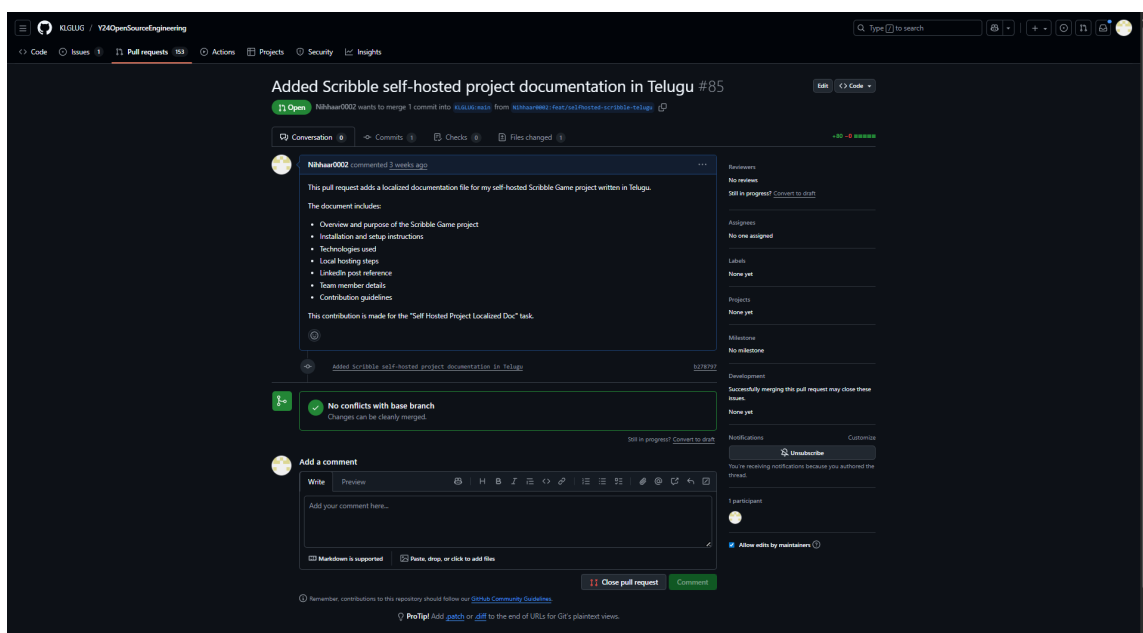 KLGLUG / Y24OpenSourceEngineering
Type / to search
Code Issues 1 Pull requests 153 Actions Projects Security Insights
Added Scribble self-hosted project documentation in Telugu #85
Edit Code
Open Nihhaar0002 wants to merge 1 commit into KLGLUG:main from Nihhaar0002:feat/selfhosted-scribble-telugu
Conversation 0 Commits 1 Checks 0 Files changed 1
+80 −0
Nihhaar0002 commented 3 weeks ago
This pull request adds a localized documentation file for my self-hosted Scribble Game project written in Telugu.
The document includes:
• Overview and purpose of the Scribble Game project
• Installation and setup instructions
• Technologies used
• Local hosting steps
• LinkedIn post reference
• Team member details
• Contribution guidelines
This contribution is made for the "Self Hosted Project Localized Doc" task.
Added Scribble self-hosted project documentation in Telugu b278797
No conflicts with base branch
Changes can be cleanly merged.
Still in progress? Convert to draft
Add a comment
Write Preview
Add your comment here...
Markdown is supported Paste, drop, or click to add files
Close pull request Comment
Remember, contributions to this repository should follow our GitHub Community Guidelines.
ProTip! Add .patch or .diff to the end of URLs for Git's plaintext views.
Reviewers
No reviews
Still in progress? Convert to draft
Assignees
No one assigned
Labels
None yet
Projects
None yet
Milestone
No milestone
Development
Successfully merging this pull request may close these
issues.
None yet
Notifications Customize
Unsubscribe
You're receiving notifications because you authored the
thread.
1 participant
Allow edits by maintainers